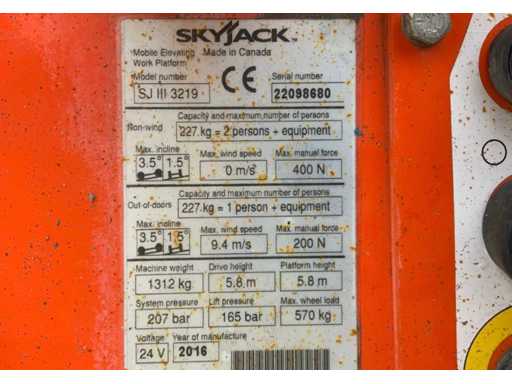 SKYJACK
Mobile Elevating Made in Canada
Work Platform
Model number Serial number
SJ III 3219 CE 22098680
Capacity and maximum number of persons
Non-wind 227 kg = 2 persons + equipment
Max. incline Max. wind speed Max. manual force
3.5° 1.5° 0 m/s 400 N
Capacity and maximum number of persons
Out-of-doors 227 kg = 1 person + equipment
Max. incline Max. wind speed Max. manual force
3.5° 1.5° 9.4 m/s 200 N
Machine weight Drive height Platform height
1312 kg 5.8 m 5.8 m
System pressure Lift pressure Max. wheel load
207 bar 165 bar 570 kg
Voltage Year of manufacture
24 V 2016